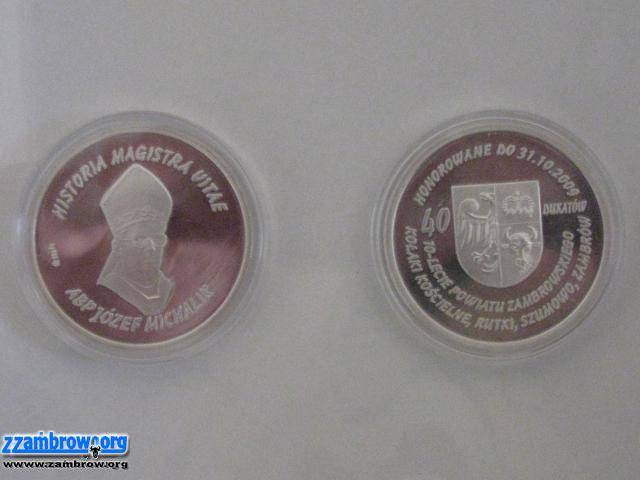 HISTORIA MAGISTRA VITAE
ABP JÓZEF MICHALIK
HONOROWANE DO 31.10.2009
40
DUKATÓW
10-LECIE POWIATU ZAMBROWSKIEGO
KOŁAKI KOŚCIELNE, RUTKI, SZUMOWO, ZAMBRÓW
zzambrow.org
www.zambrow.org